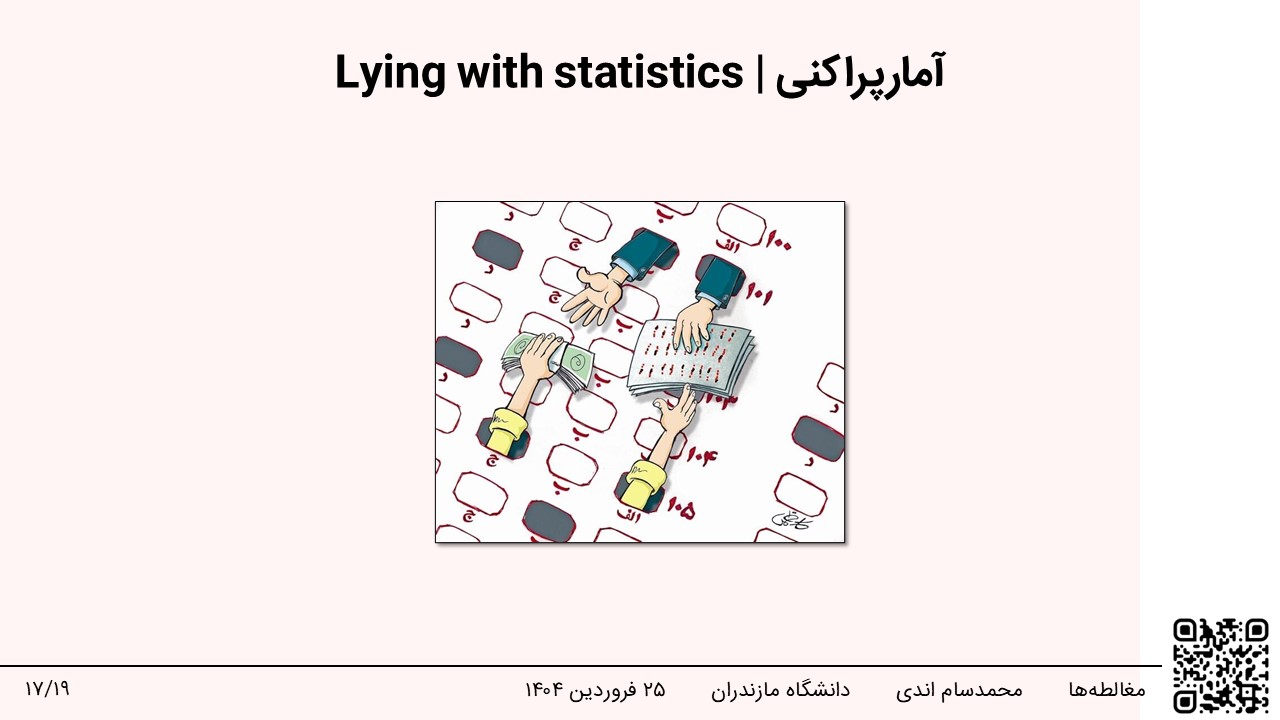 آمارپراکنی | Lying with statistics
۱۰۰
الف
ب
ج
د
۱۰۱
ب
ج
د
ب
ب
د
۱۰۳
ب
د
۱۰۴
ج
ب
د
۱۰۵
الف
ج
مغالطه‌ها
محمدسام اندی
دانشگاه مازندران
۲۵ فروردین ۱۴۰۴
۱۷/۱۹